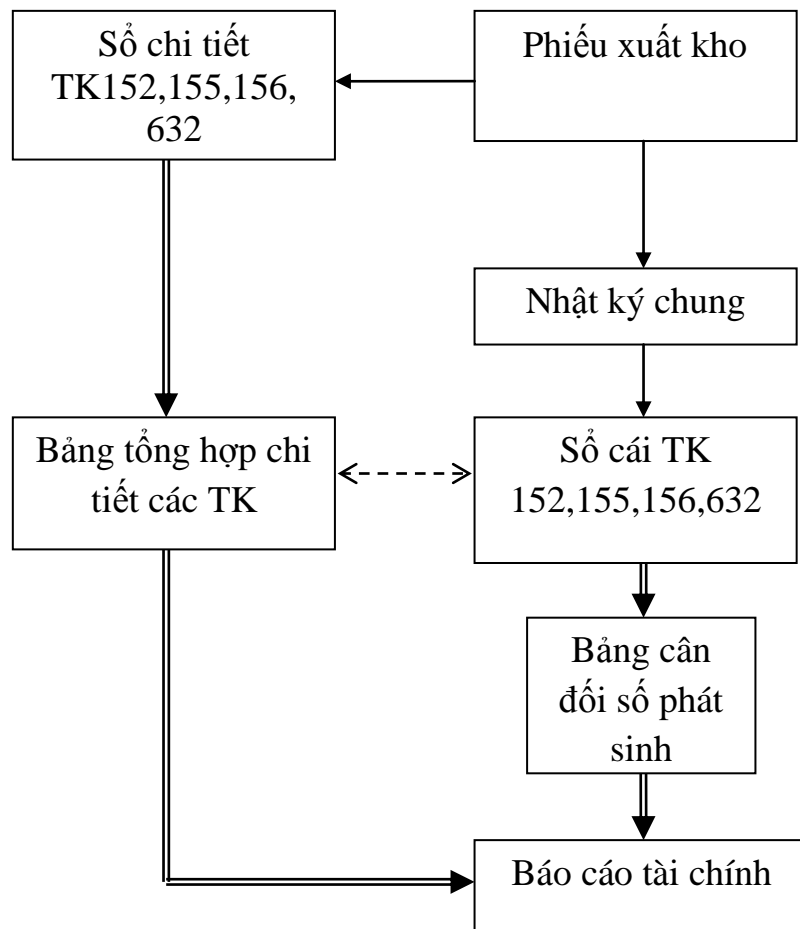 Sổ chi tiết
TK152,155,156,
632
Phiếu xuất kho
Nhật ký chung
Bảng tổng hợp chi
tiết các TK
Sổ cái TK
152,155,156,632
Bảng cân
đối số phát
sinh
Báo cáo tài chính